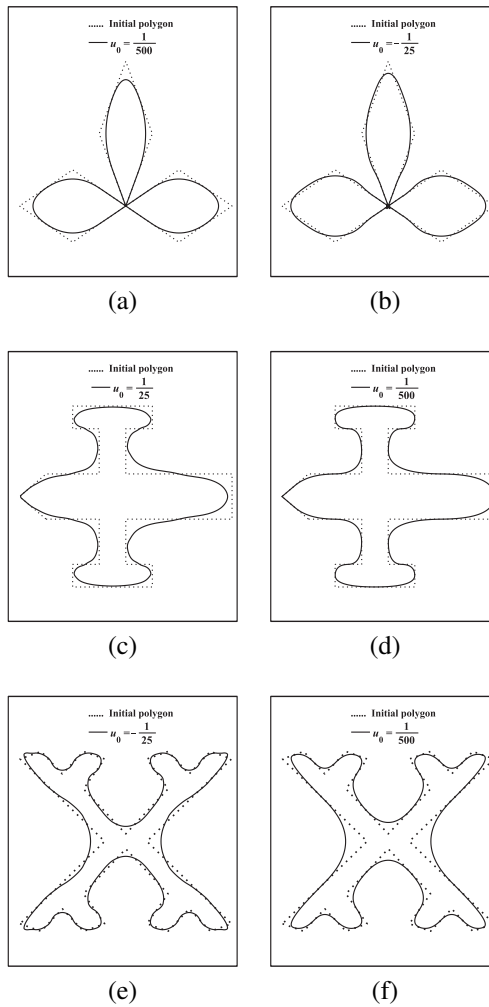 ...... Initial polygon
u₀ = 1/500
...... Initial polygon
u₀ = -1/25
(a)
(b)
...... Initial polygon
u₀ = 1/25
...... Initial polygon
u₀ = 1/500
(c)
(d)
...... Initial polygon
u₀ = -1/25
...... Initial polygon
u₀ = 1/500
(e)
(f)